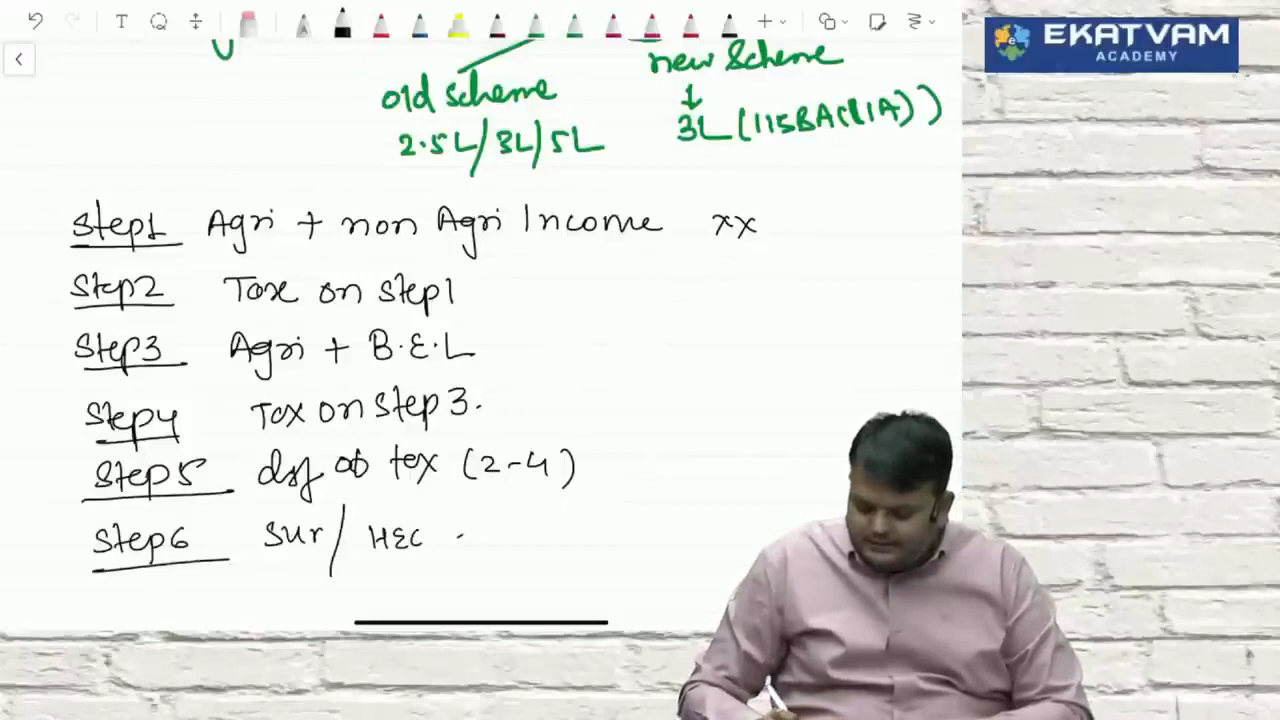 T
EKATVAM
ACADEMY
new Scheme
old scheme
3L (115BAC(1A))
2.5L/3L/5L
Step1 Agri + non Agri Income xx
Step2 Tax on step1
Step3 Agri + B.E.L
Step4 Tax on Step 3.
Step5 dif of tax (2-4)
Step6 Sur/ HEC -